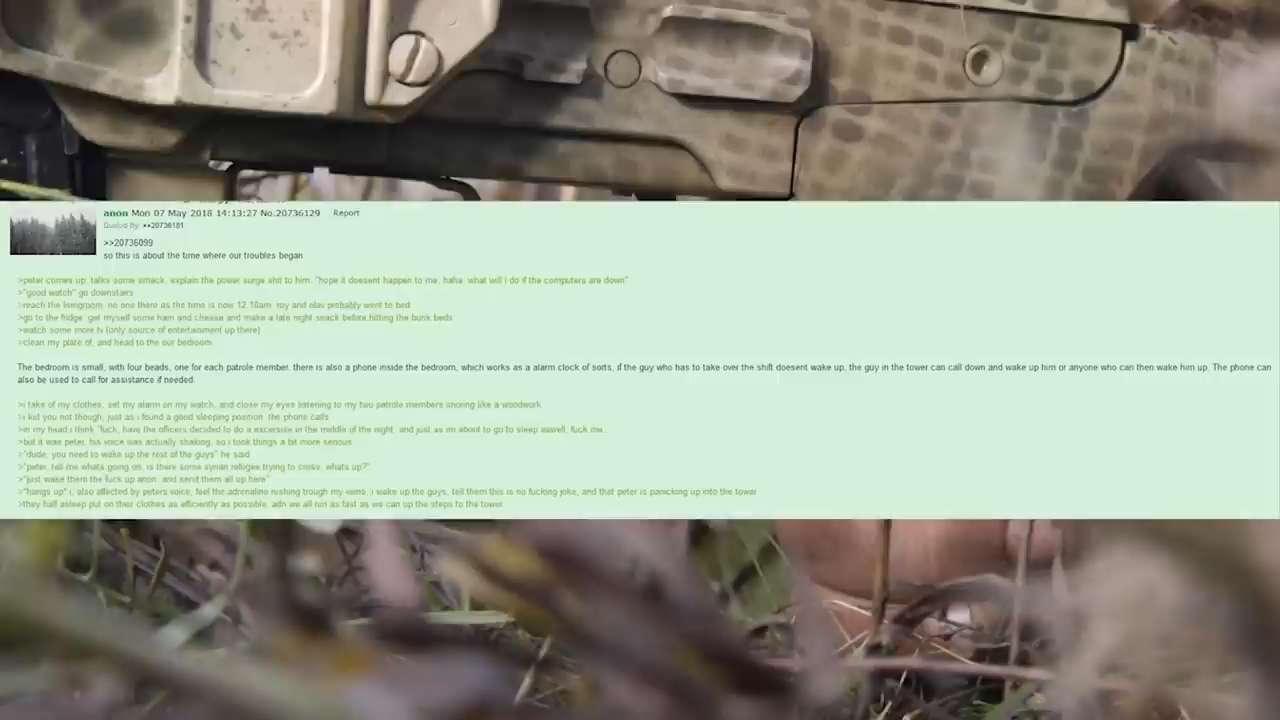 anon Mon 07 May 2018 14:13:27 No.20736129 Report
Quoted By: >>20736181
>>20736099
so this is about the time where our troubles began
>peter comes up, talks some smack, explain the power surge shit to him. "hope it doesent happen to me, haha. what will i do if the computers are down"
>"good watch" go downstairs
>reach the livingroom, no one there as the time is now 12.10am. roy and olav probably went to bed
>go to the fridge, get myself some ham and cheese and make a late night snack before hitting the bunk beds
>watch some more tv (only source of entertainment up there)
>clean my plate of, and head to the our bedroom
The bedroom is small, with four beads, one for each patrole member. there is also a phone inside the bedroom, which works as a alarm clock of sorts, if the guy who has to take over the shift doesent wake up, the guy in the tower can call down and wake up him or anyone who can then wake him up. The phone can
also be used to call for assistance if needed.
>i take of my clothes, set my alarm on my watch, and close my eyes listening to my two patrole members snoring like a woodwork
>i kid you not though, just as i found a good sleeping position, the phone calls
>in my head i think "fuck, have the officers decided to do a excersise in the middle of the night, and just as im about to go to sleep aswell, fuck me
>but it was peter, his voice was actually shaking, so i took things a bit more serious
>"dude, you need to wake up the rest of the guys" he said
>"peter, tell me whats going on, is there some syrian refugee trying to cross, whats up?"
>"just wake them the fuck up anon, and send them all up here"
>"hangs up" i, also affected by peters voice, feel the adrenaline rushing trough my veins, i wake up the guys, tell them this is no fucking joke, and that peter is panicking up into the tower
>they half asleep put on their clothes as efficiently as possible, adn we all run as fast as we can up the steps to the tower